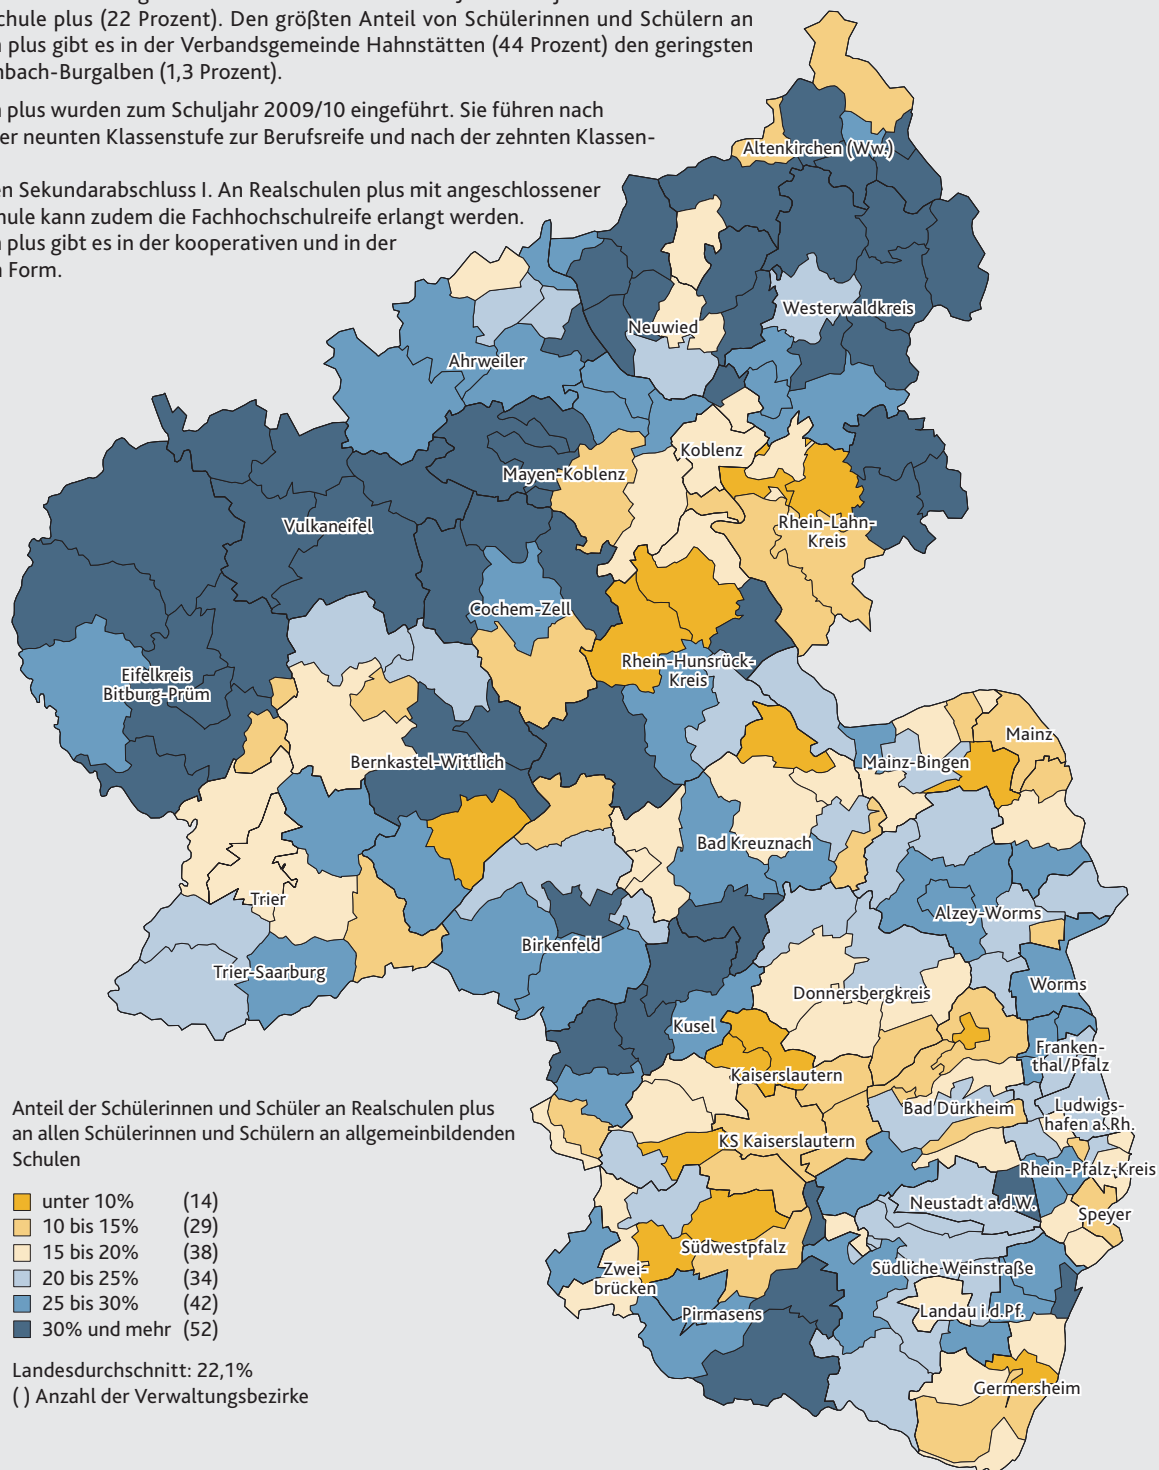 chule plus (22 Prozent). Den größten Anteil von Schülerinnen und Schülern an
plus gibt es in der Verbandsgemeinde Hahnstätten (44 Prozent) den geringsten
nbach-Burgalben (1,3 Prozent).
plus wurden zum Schuljahr 2009/10 eingeführt. Sie führen nach
er neunten Klassenstufe zur Berufsreife und nach der zehnten Klassen-
en Sekundarabschluss I. An Realschulen plus mit angeschlossener
hule kann zudem die Fachhochschulreife erlangt werden.
plus gibt es in der kooperativen und in der
Form.
Altenkirchen (Ww.)
Westerwaldkreis
Neuwied
Ahrweiler
Koblenz
Mayen-Koblenz
Vulkaneifel
Rhein-Lahn-
Kreis
Cochem-Zell
Rhein-Hunsrück-
Kreis
Eifelkreis
Bitburg-Prüm
Mainz
Bernkastel-Wittlich
Mainz-Bingen
Bad Kreuznach
Trier
Alzey-Worms
Birkenfeld
Trier-Saarburg
Worms
Donnersbergkreis
Kusel
Franken-
thal/Pfalz
Kaiserslautern
Bad Dürkheim
Ludwigs-
hafen a.Rh.
KS Kaiserslautern
Rhein-Pfalz-Kreis
Neustadt a.d.W.
Speyer
Südwestpfalz
Zwei-
brücken
Südliche Weinstraße
Pirmasens
Landau i.d.Pf.
Germersheim
Anteil der Schülerinnen und Schüler an Realschulen plus
an allen Schülerinnen und Schülern an allgemeinbildenden
Schulen
unter 10% (14)
10 bis 15% (29)
15 bis 20% (38)
20 bis 25% (34)
25 bis 30% (42)
30% und mehr (52)
Landesdurchschnitt: 22,1%
( ) Anzahl der Verwaltungsbezirke